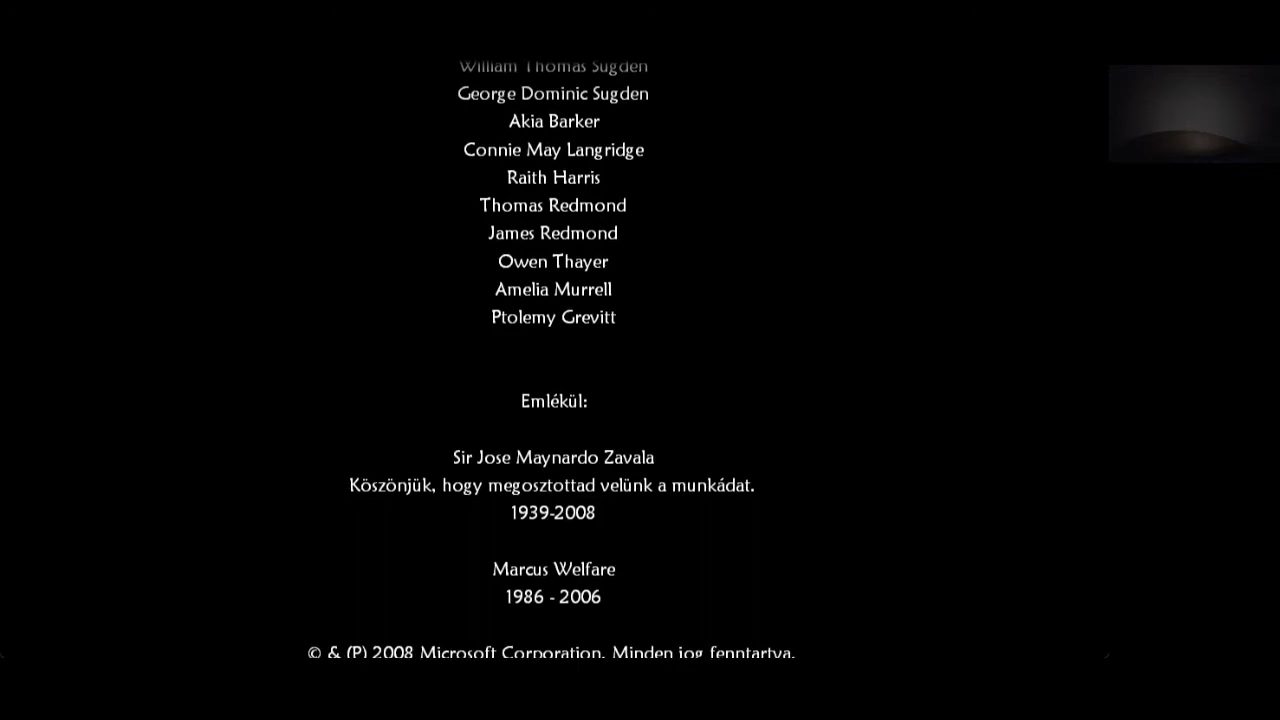 William Thomas Sugden
George Dominic Sugden
Akia Barker
Connie May Langridge
Raith Harris
Thomas Redmond
James Redmond
Owen Thayer
Amelia Murrell
Ptolemy Grevitt
Emlékül:
Sir Jose Maynardo Zavala
Köszönjük, hogy megosztottad velünk a munkádat.
1939-2008
Marcus Welfare
1986 - 2006
© & (P) 2008 Microsoft Corporation. Minden jog fenntartva.